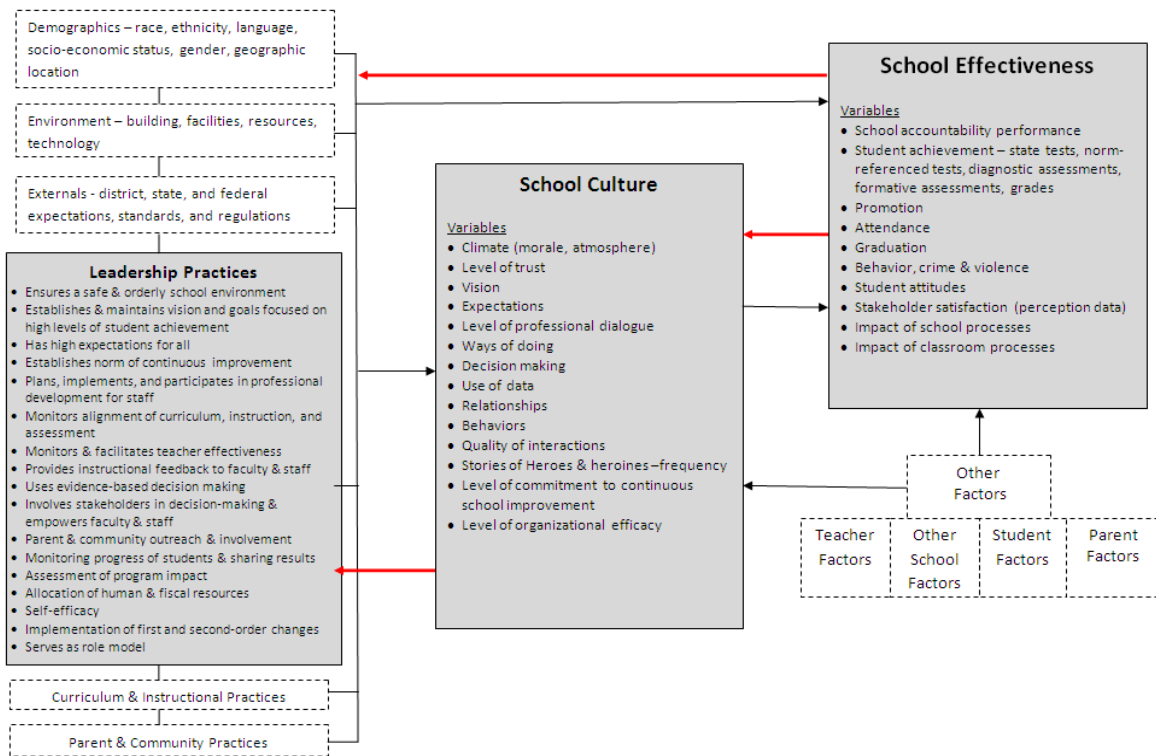 Demographics – race, ethnicity, language,
socio-economic status, gender, geographic
location
Environment – building, facilities, resources,
technology
Externals - district, state, and federal
expectations, standards, and regulations
Leadership Practices
• Ensures a safe & orderly school environment
• Establishes & maintains vision and goals focused on
high levels of student achievement
• Has high expectations for all
• Establishes norm of continuous improvement
• Plans, implements, and participates in professional
development for staff
• Monitors alignment of curriculum, instruction, and
assessment
• Monitors & facilitates teacher effectiveness
• Provides instructional feedback to faculty & staff
• Uses evidence-based decision making
• Involves stakeholders in decision-making &
empowers faculty & staff
• Parent & community outreach & involvement
• Monitoring progress of students & sharing results
• Assessment of program impact
• Allocation of human & fiscal resources
• Self-efficacy
• Implementation of first and second-order changes
• Serves as role model
Curriculum & Instructional Practices
Parent & Community Practices
School Culture
Variables
• Climate (morale, atmosphere)
• Level of trust
• Vision
• Expectations
• Level of professional dialogue
• Ways of doing
• Decision making
• Use of data
• Relationships
• Behaviors
• Quality of interactions
• Stories of Heroes & heroines –frequency
• Level of commitment to continuous
school improvement
• Level of organizational efficacy
School Effectiveness
Variables
• School accountability performance
• Student achievement – state tests, norm-
referenced tests, diagnostic assessments,
formative assessments, grades
• Promotion
• Attendance
• Graduation
• Behavior, crime & violence
• Student attitudes
• Stakeholder satisfaction (perception data)
• Impact of school processes
• Impact of classroom processes
Other
Factors
Teacher
Factors
Other
School
Factors
Student
Factors
Parent
Factors